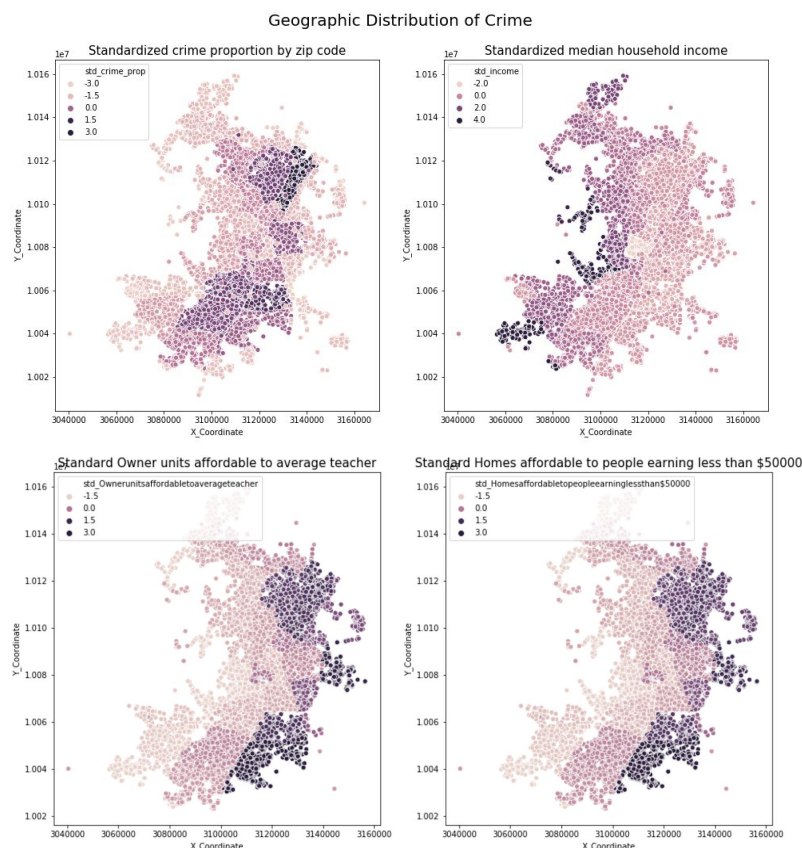 Geographic Distribution of Crime
Standardized crime proportion by zip code
1e7
std_crime_prop
-3.0
-1.5
0.0
1.5
3.0
1.016
1.014
1.012
1.010
1.008
1.006
1.004
1.002
Y_Coordinate
3040000 3060000 3080000 3100000 3120000 3140000 3160000
X_Coordinate
Standardized median household income
1e7
std_income
-2.0
0.0
2.0
4.0
1.016
1.014
1.012
1.010
1.008
1.006
1.004
1.002
Y_Coordinate
3040000 3060000 3080000 3100000 3120000 3140000 3160000
X_Coordinate
Standard Owner units affordable to average teacher
1e7
std_Ownerunitsaffordabletoaverageteacher
-1.5
0.0
1.5
3.0
1.016
1.014
1.012
1.010
1.008
1.006
1.004
1.002
Y_Coordinate
3040000 3060000 3080000 3100000 3120000 3140000 3160000
X_Coordinate
Standard Homes affordable to people earning less than $50000
1e7
std_Homesaffordabletopeopleearninglessthan$50000
-1.5
0.0
1.5
3.0
1.016
1.014
1.012
1.010
1.008
1.006
1.004
1.002
Y_Coordinate
3040000 3060000 3080000 3100000 3120000 3140000 3160000
X_Coordinate